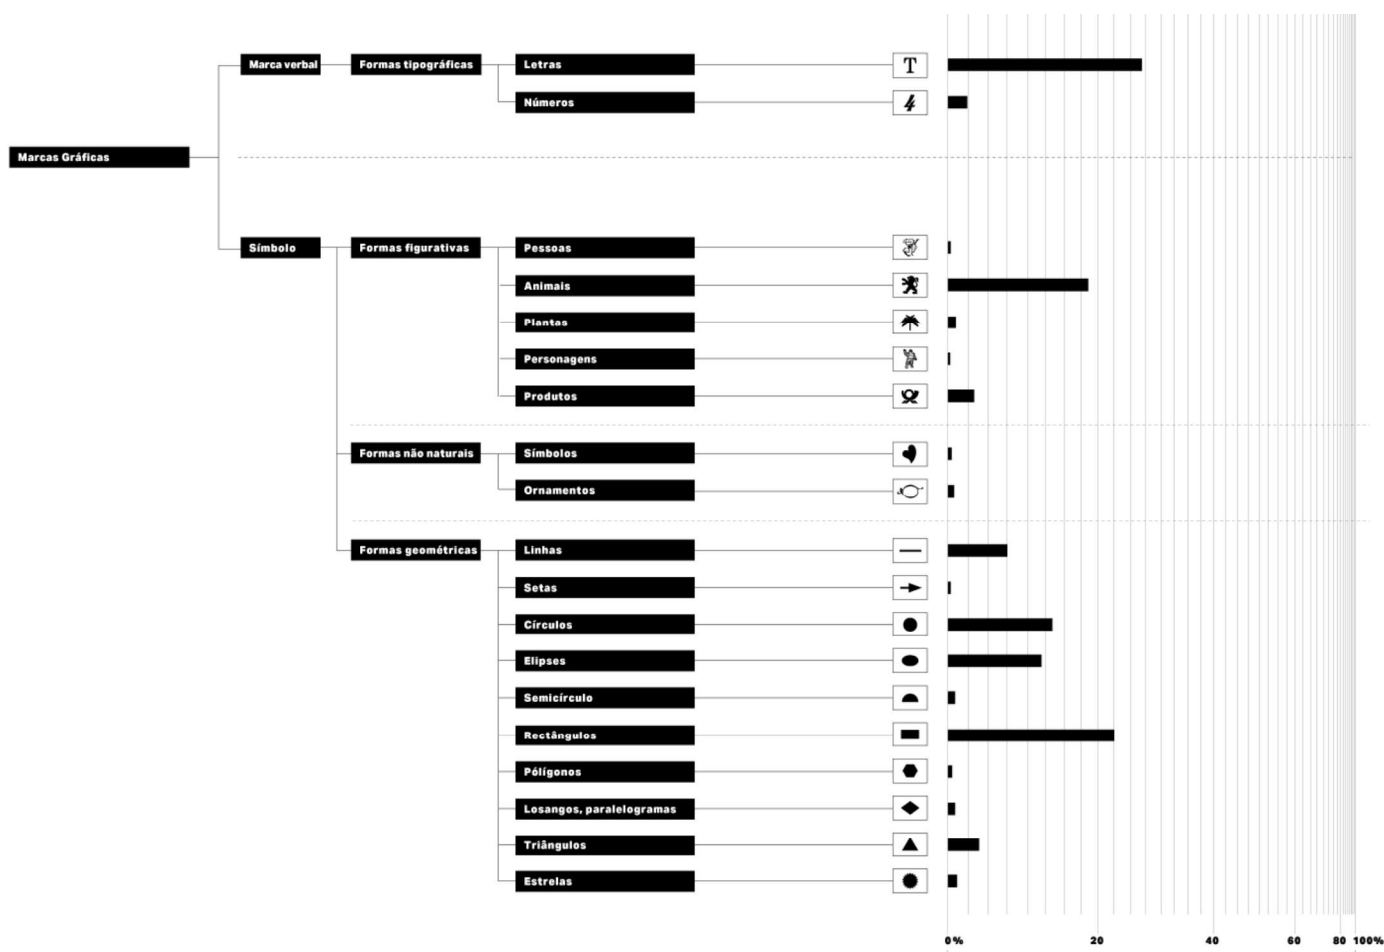 Marca verbal
Formas tipográficas
Letras
T
Números
4
Marcas Gráficas
Símbolo
Formas figurativas
Pessoas
Animais
Plantas
Personagens
Produtos
Formas não naturais
Símbolos
Ornamentos
Formas geométricas
Linhas
Setas
Círculos
Elipses
Semicírculo
Rectângulos
Pólígonos
Losangos, paralelogramas
Triângulos
Estrelas
0% 20 40 60 80 100%